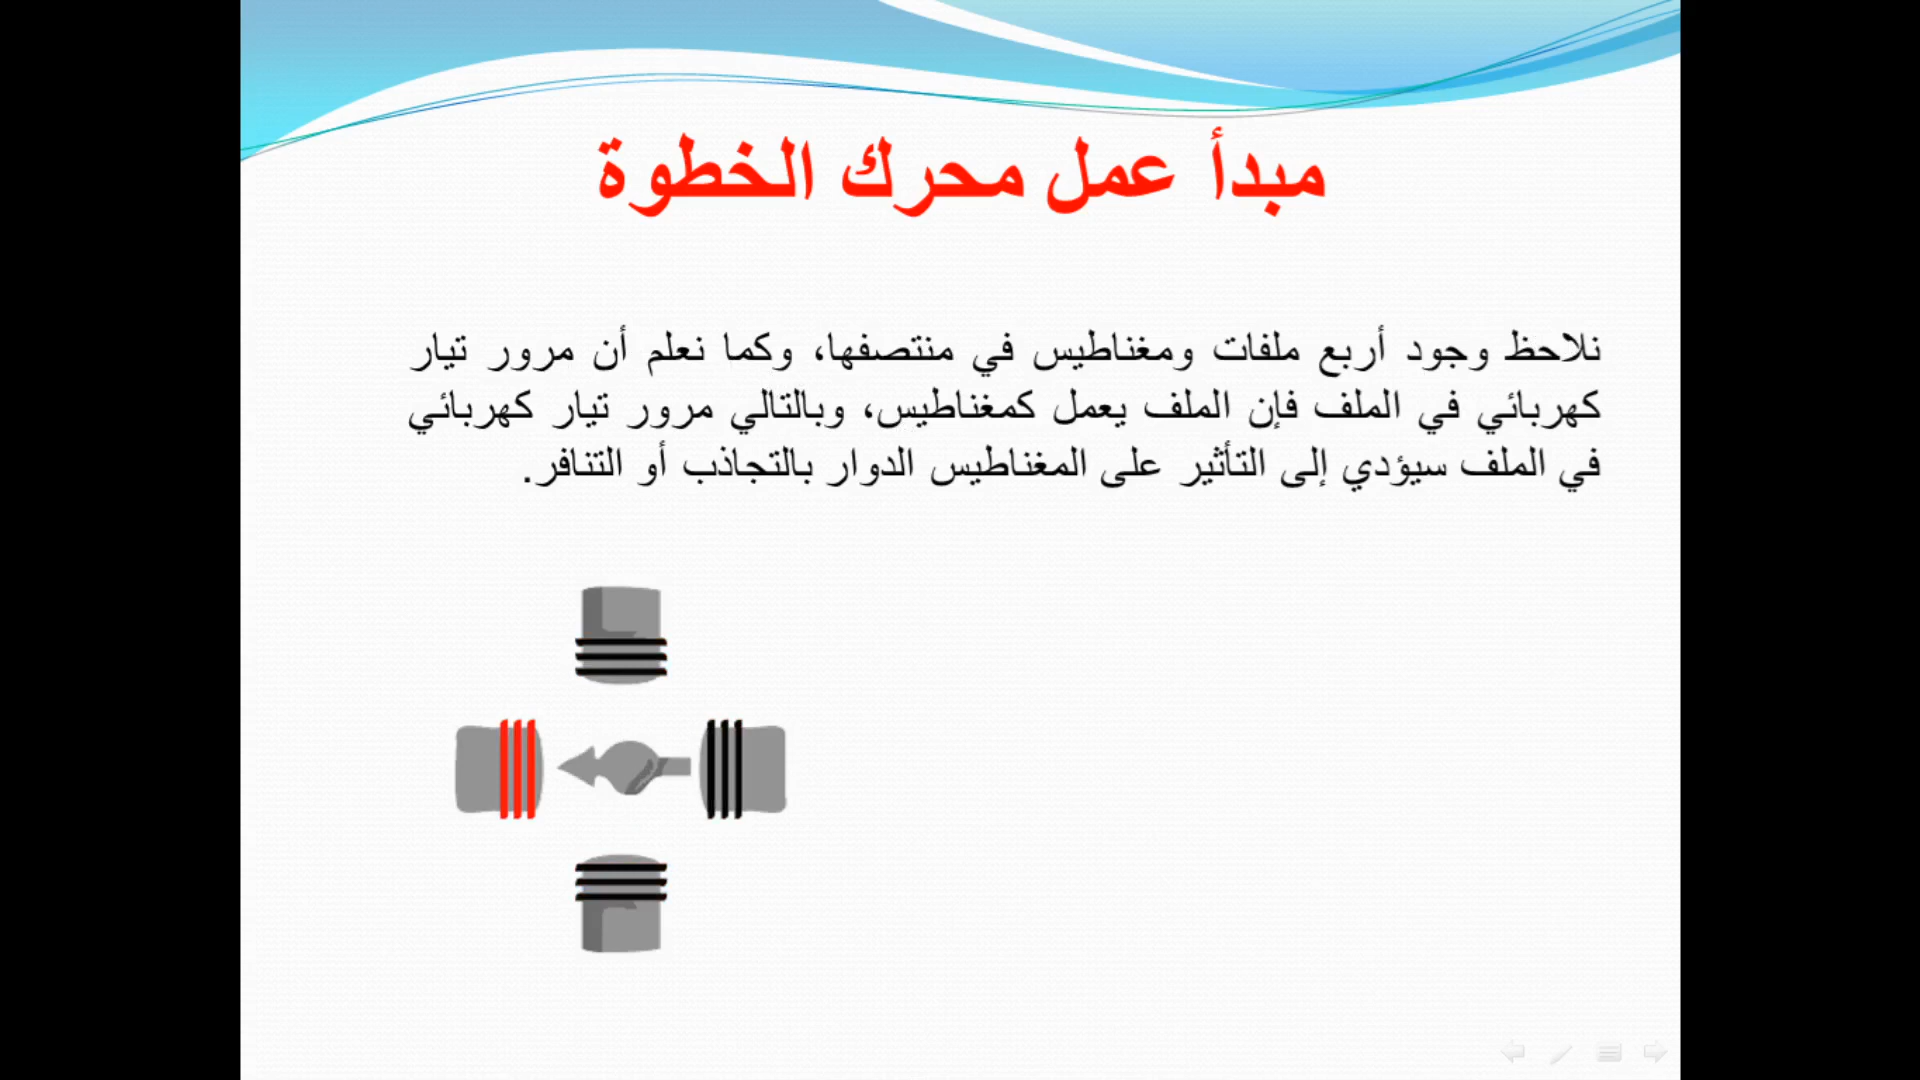 مبدأ عمل محرك الخطوة
نلاحظ وجود أربع ملفات ومغناطيس في منتصفها، وكما نعلم أن مرور تيار
كهربائي في الملف فإن الملف يعمل كمغناطيس، وبالتالي مرور تيار كهربائي
في الملف سيؤدي إلى التأثير على المغناطيس الدوار بالتجاذب أو التنافر.